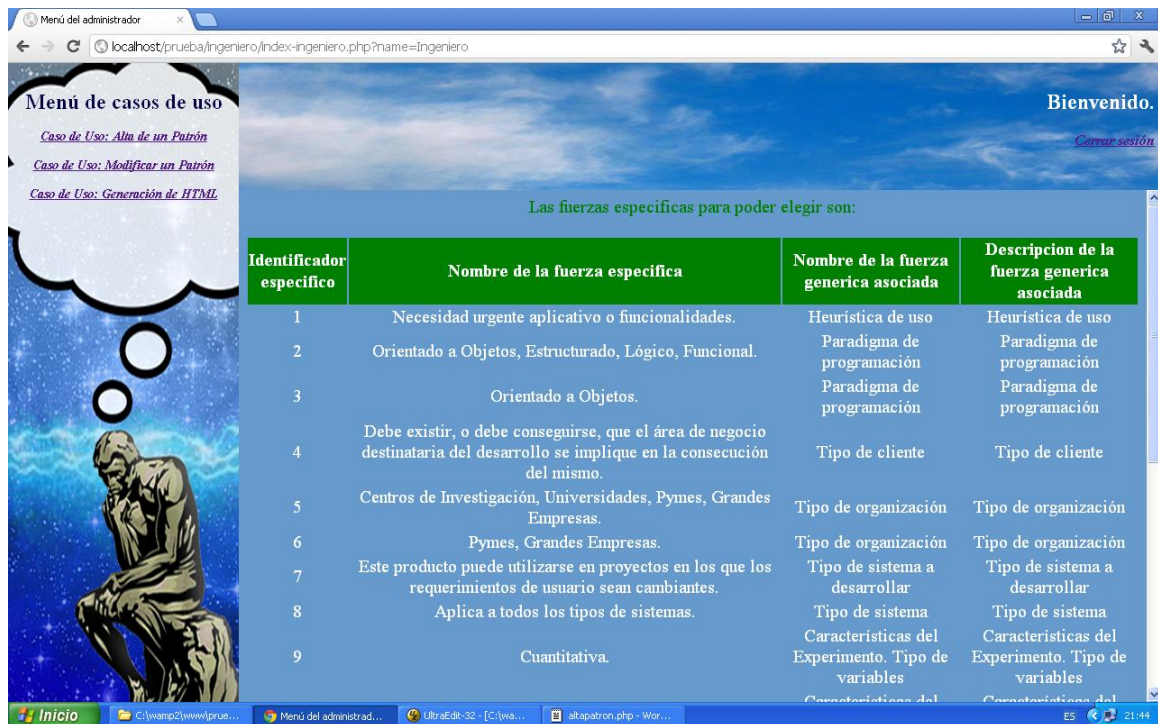 Menú del administrador
localhost/prueba/ingeniero/index-ingeniero.php?name=Ingeniero
Menú de casos de uso
Caso de Uso: Alta de un Patrón
Caso de Uso: Modificar un Patrón
Caso de Uso: Generación de HTML
Bienvenido.
Cerrar sesión
Las fuerzas especificas para poder elegir son:
Identificador especifico
Nombre de la fuerza especifica
Nombre de la fuerza generica asociada
Descripcion de la fuerza generica asociada
1 Necesidad urgente aplicativo o funcionalidades. Heurística de uso Heurística de uso
2 Orientado a Objetos, Estructurado, Lógico, Funcional. Paradigma de programación Paradigma de programación
3 Orientado a Objetos. Paradigma de programación Paradigma de programación
4 Debe existir, o debe conseguirse, que el área de negocio destinataria del desarrollo se implique en la consecución del mismo. Tipo de cliente Tipo de cliente
5 Centros de Investigación, Universidades, Pymes, Grandes Empresas. Tipo de organización Tipo de organización
6 Pymes, Grandes Empresas. Tipo de organización Tipo de organización
7 Este producto puede utilizarse en proyectos en los que los requerimientos de usuario sean cambiantes. Tipo de sistema a desarrollar Tipo de sistema a desarrollar
8 Aplica a todos los tipos de sistemas. Tipo de sistema Tipo de sistema
9 Cuantitativa. Características del Experimento. Tipo de variables Características del Experimento. Tipo de variables
Características del Características del
Inicio
C:\wamp2\www\prue...
Menú del administrad...
UltraEdit-32 - [C:\wa...
altapatron.php - Wor...
ES
21:44